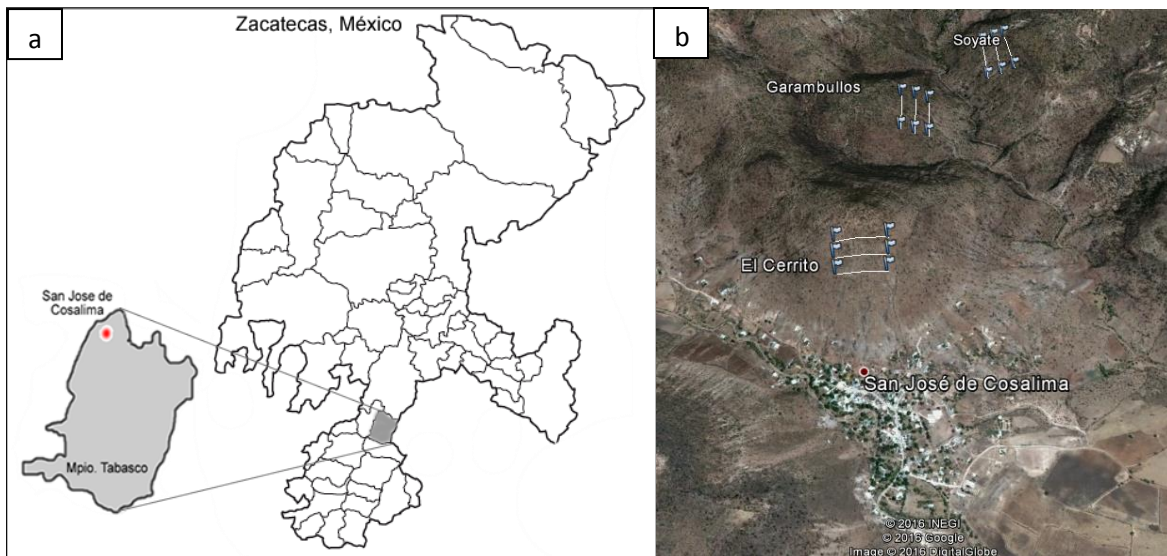 a
Zacatecas, México
San Jose de
Cosalima
Mpio. Tabasco
b
Soyate
Garambullos
El Cerrito
San José de Cosalima
© 2016 INEGI
© 2016 Google
Image © 2016 DigitalGlobe